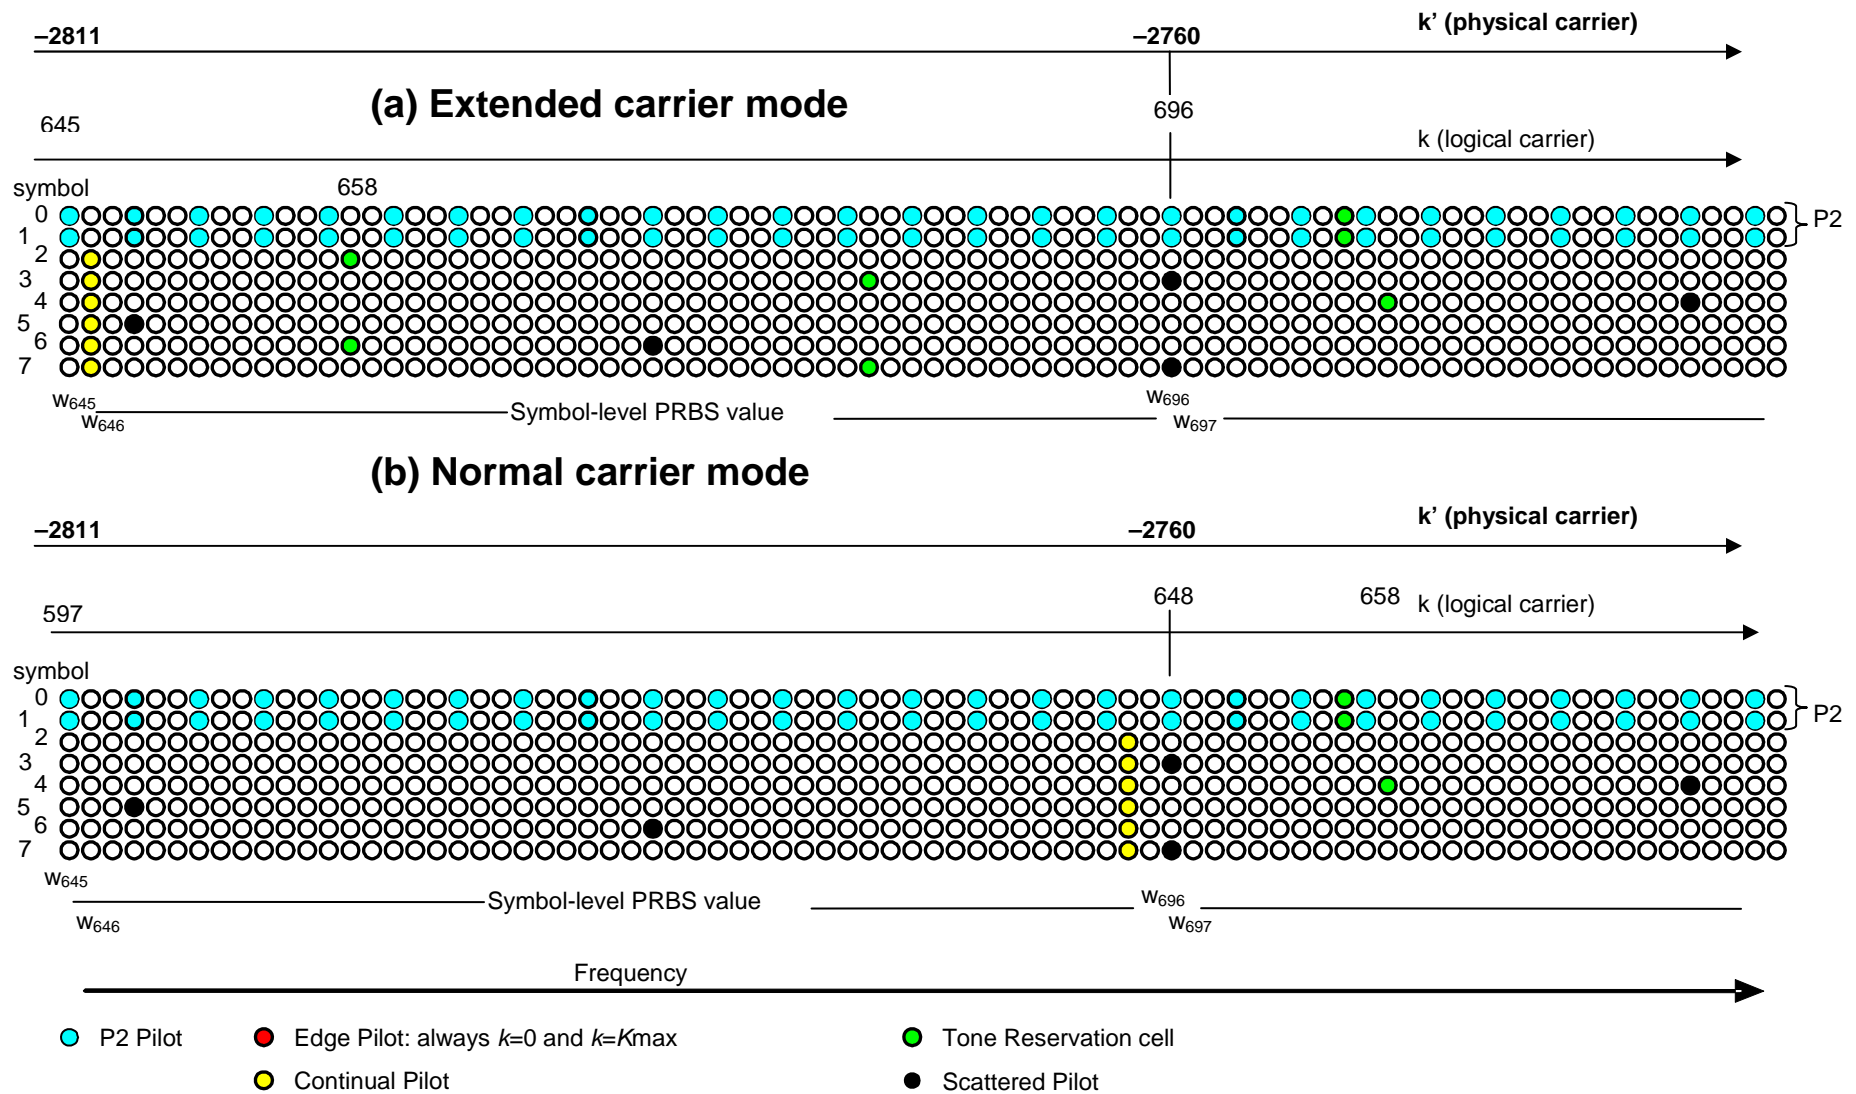 k' (physical carrier)
–2811
–2760
(a) Extended carrier mode
696
645
k (logical carrier)
symbol
658
0
1
2
3
4
5
6
7
P2
w645
w646
Symbol-level PRBS value
w696
w697
(b) Normal carrier mode
k' (physical carrier)
–2811
–2760
597
648
658
k (logical carrier)
symbol
0
1
2
3
4
5
6
7
P2
w645
w646
Symbol-level PRBS value
w696
w697
Frequency
P2 Pilot
Edge Pilot: always k=0 and k=Kmax
Tone Reservation cell
Continual Pilot
Scattered Pilot